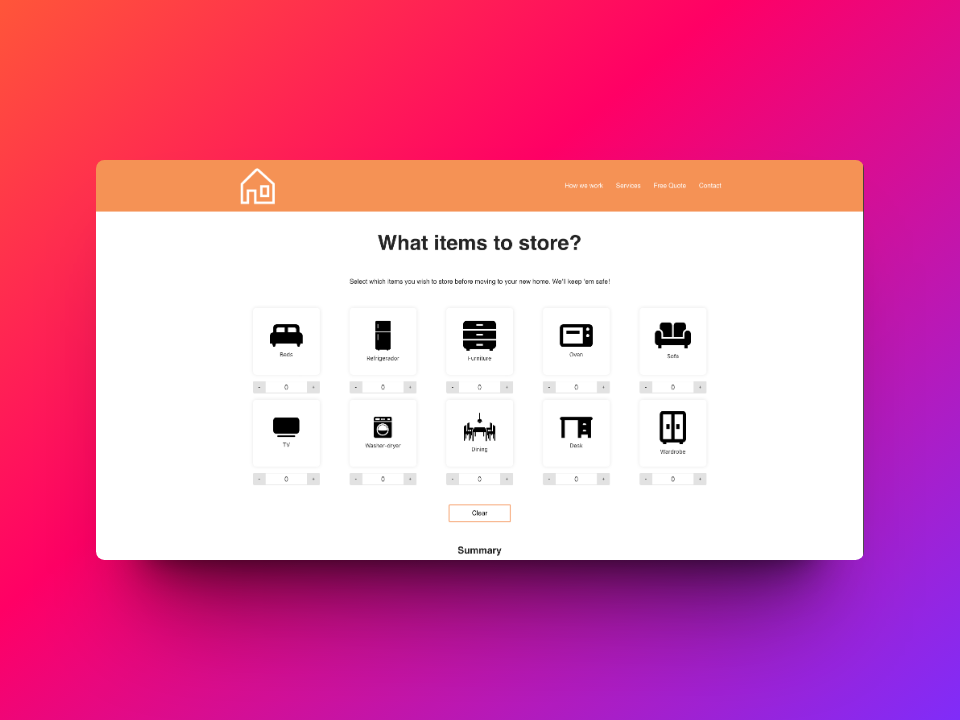 How we work Services Free Quote Contact
What items to store?
Select which items you wish to store before moving to your new home. We'll keep 'em safe!
Beds Refrigerador Furniture Oven Sofa
- 0 + - 0 + - 0 + - 0 + - 0 +
TV Washer-dryer Dining Desk Wardrobe
- 0 + - 0 + - 0 + - 0 + - 0 +
Clear
Summary